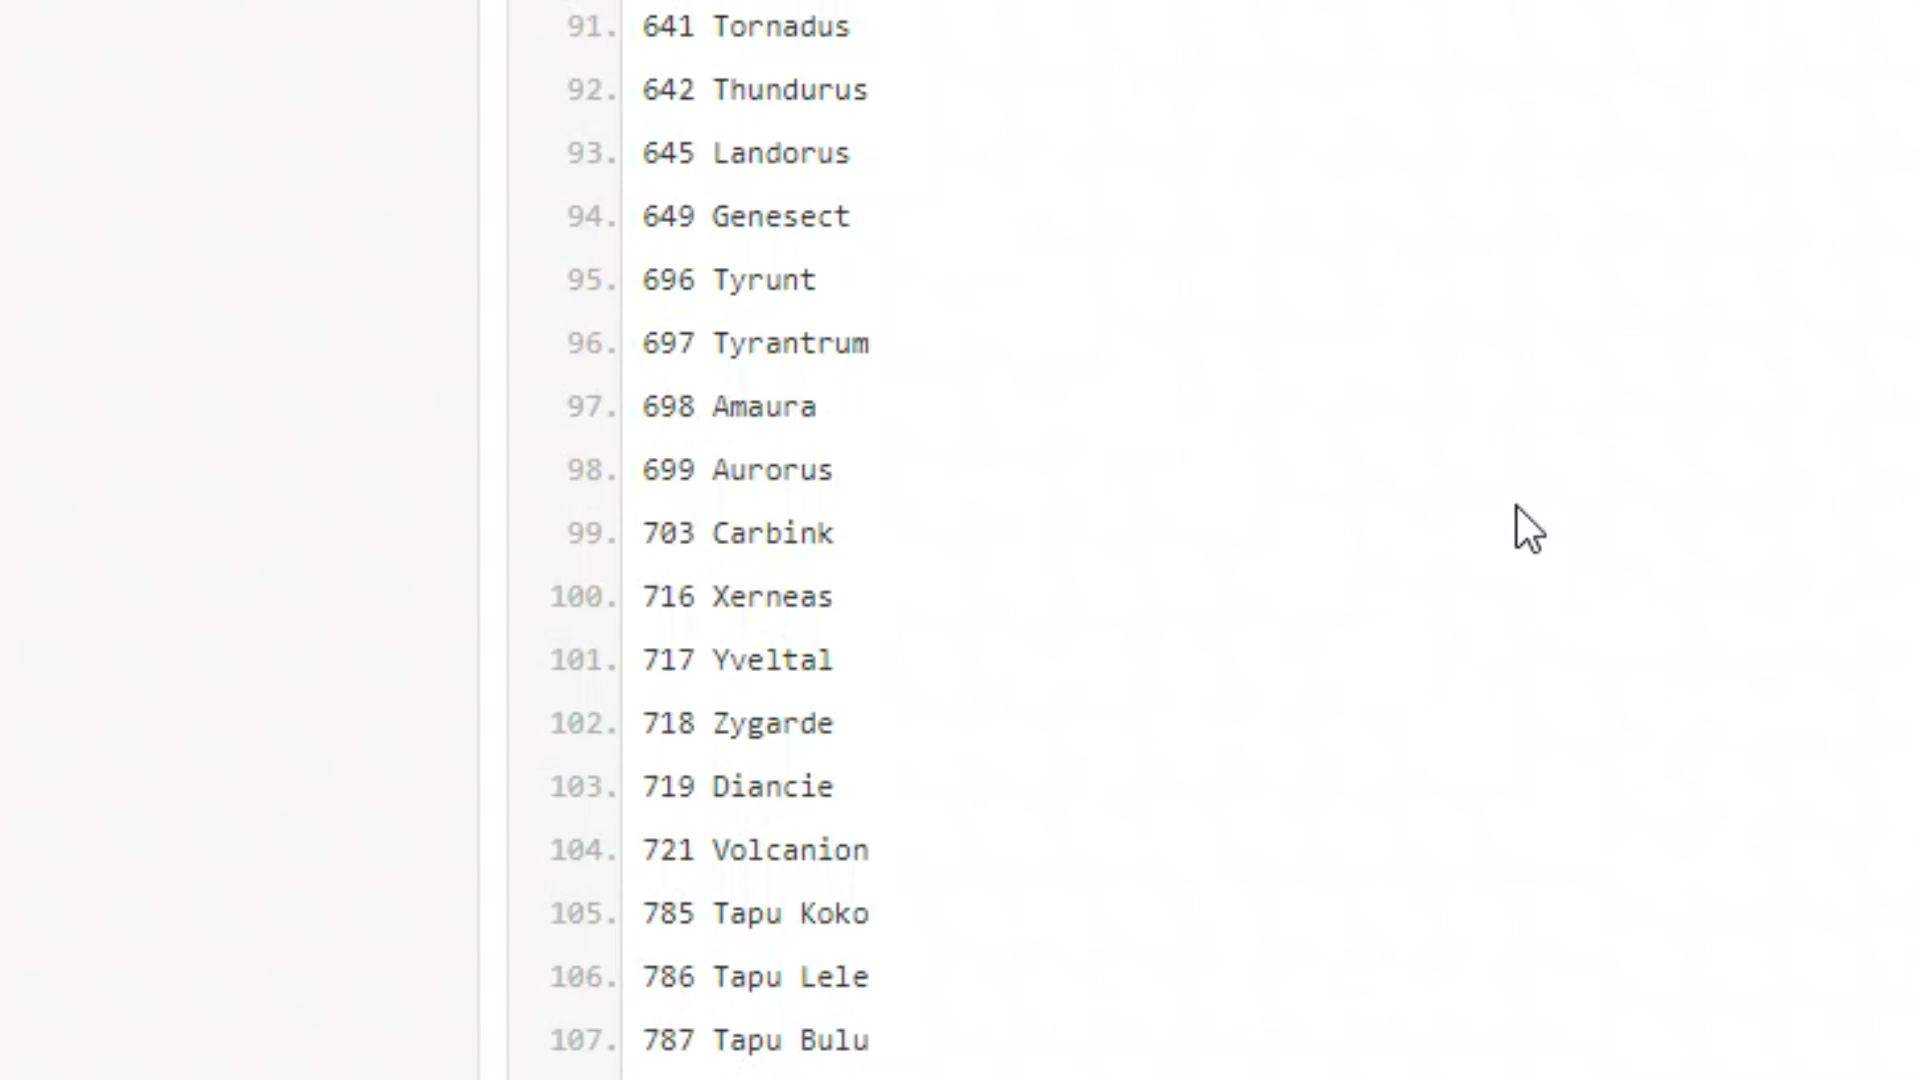 91. 641 Tornadus
92. 642 Thundurus
93. 645 Landorus
94. 649 Genesect
95. 696 Tyrunt
96. 697 Tyrantrum
97. 698 Amaura
98. 699 Aurorus
99. 703 Carbink
100. 716 Xerneas
101. 717 Yveltal
102. 718 Zygarde
103. 719 Diancie
104. 721 Volcanion
105. 785 Tapu Koko
106. 786 Tapu Lele
107. 787 Tapu Bulu